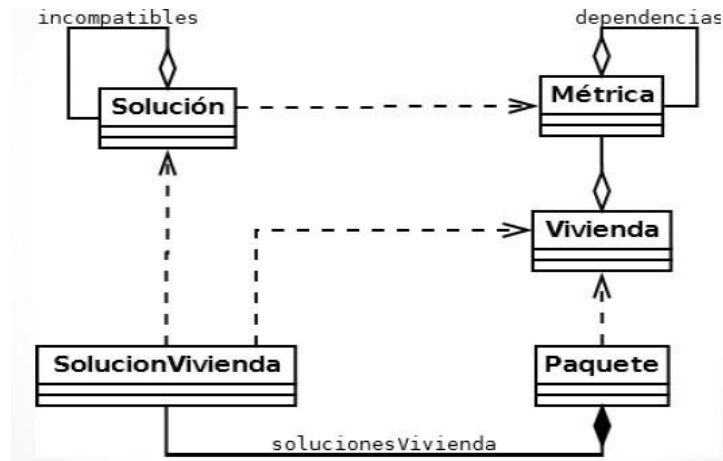 incompatibles
dependencias
Solución
Métrica
Vivienda
SolucionVivienda
Paquete
solucionesVivienda